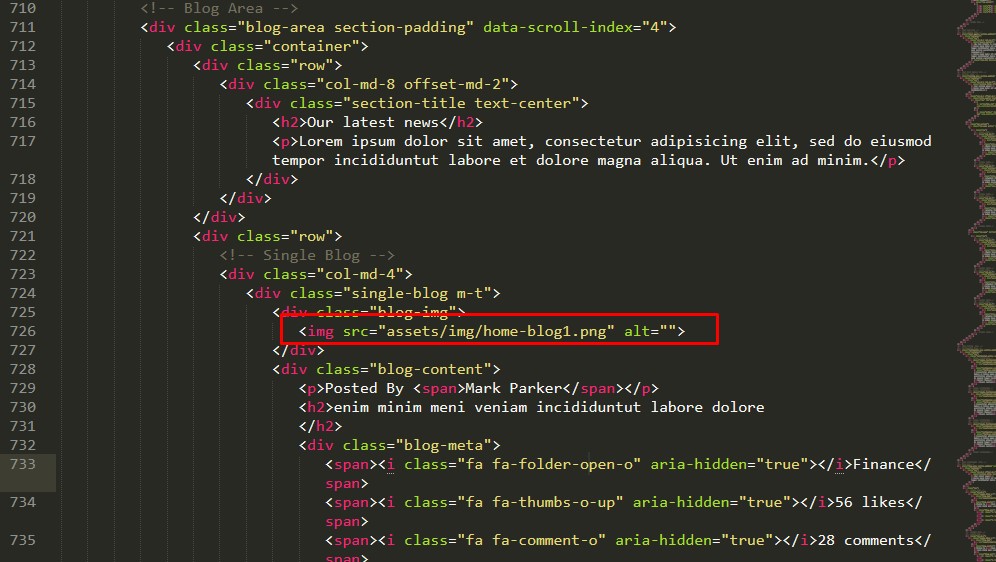 710 <!-- Blog Area -->
711 <div class="blog-area section-padding" data-scroll-index="4">
712 <div class="container">
713 <div class="row">
714 <div class="col-md-8 offset-md-2">
715 <div class="section-title text-center">
716 <h2>Our latest news</h2>
717 <p>Lorem ipsum dolor sit amet, consectetur adipisicing elit, sed do eiusmod
tempor incididuntut labore et dolore magna aliqua. Ut enim ad minim.</p>
718 </div>
719 </div>
720 </div>
721 <div class="row">
722 <!-- Single Blog -->
723 <div class="col-md-4">
724 <div class="single-blog m-t">
725 <div class="blog-img">
726 <img src="assets/img/home-blog1.png" alt="">
727 </div>
728 <div class="blog-content">
729 <p>Posted By <span>Mark Parker</span></p>
730 <h2>enim minim meni veniam incididuntut labore dolore
731 </h2>
732 <div class="blog-meta">
733 <span><i class="fa fa-folder-open-o" aria-hidden="true"></i>Finance</
span>
734 <span><i class="fa fa-thumbs-o-up" aria-hidden="true"></i>56 likes</
span>
735 <span><i class="fa fa-comment-o" aria-hidden="true"></i>28 comments</
span>